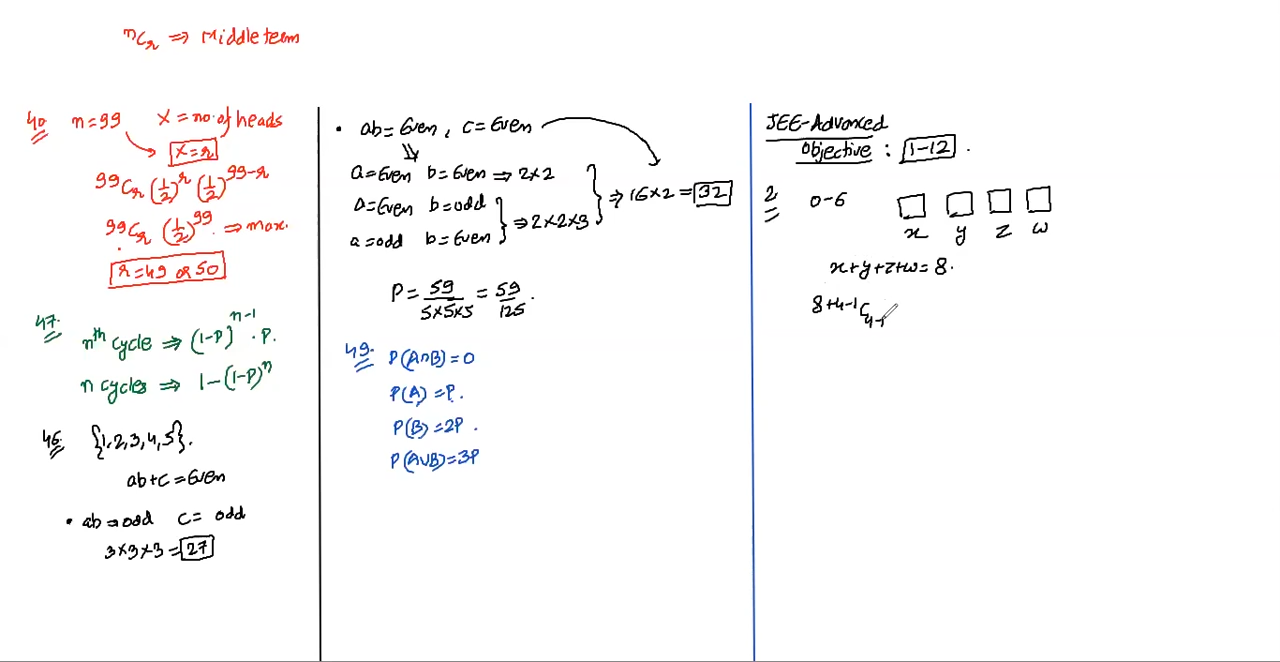 nCr ⇒ Middle term
40. n=99 X = no. of heads
X=r
99Cr (1/2)^r (1/2)^99-r
99Cr (1/2)^99 ⇒ max.
r=49 or 50
47. nth cycle ⇒ (1-P)^n-1 . P.
n cycles ⇒ 1-(1-P)^n
46. {1,2,3,4,5}.
ab+c = Even
• ab = odd c = odd
3×3×3 = 27
• ab = Even, c = Even
a = Even b = Even ⇒ 2×2
a = Even b = odd
a = odd b = Even
⇒ 2×2×3
⇒ 16×2 = 32
P = 59/5×5×5 = 59/125.
49. P(A∩B) = 0
P(A) = P.
P(B) = 2P.
P(A∪B) = 3P
JEE-Advanced
Objective : 1-12.
2 0-6
x y z w
x+y+z+w = 8.
8+4-1C4-1